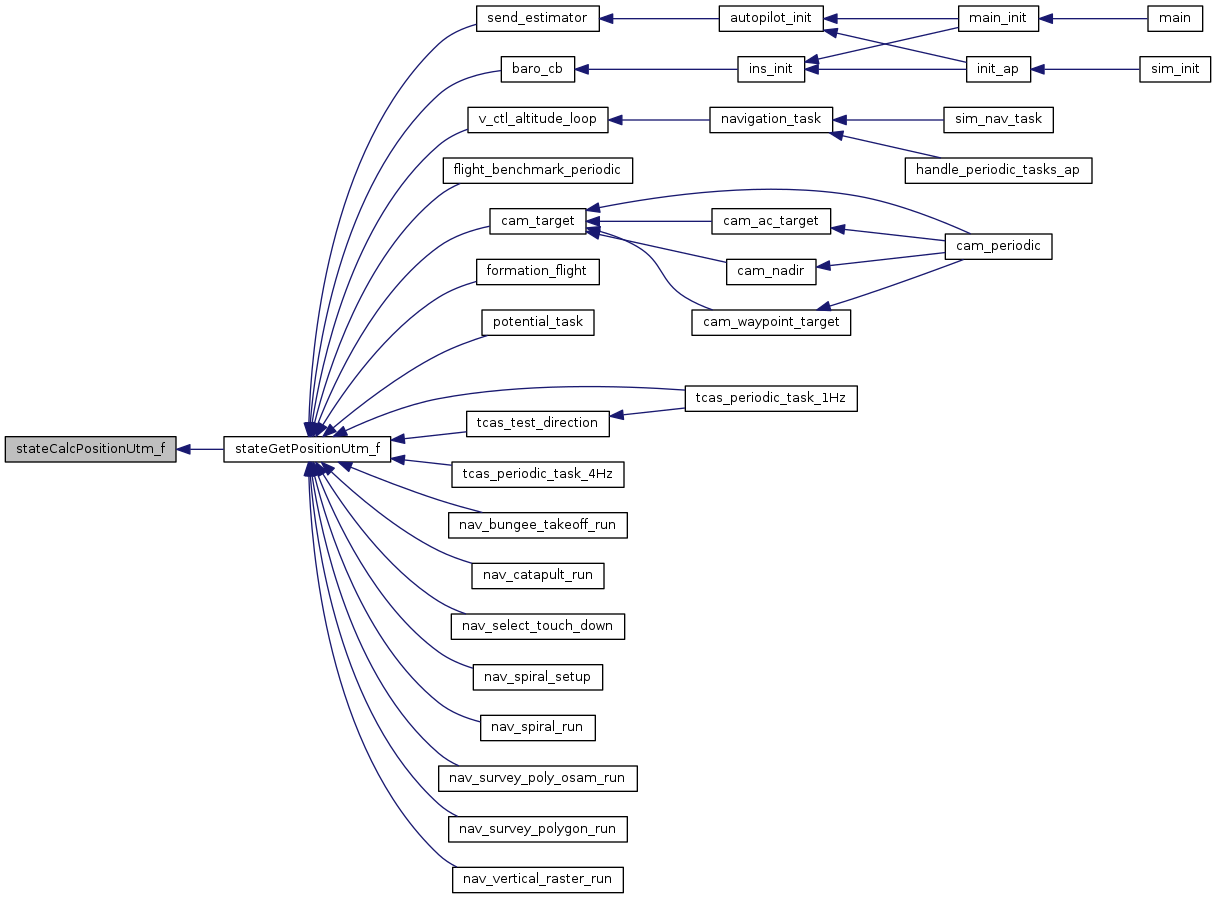 send_estimator
autopilot_init
main_init
main
baro_cb
ins_init
init_ap
sim_init
v_ctl_altitude_loop
navigation_task
sim_nav_task
flight_benchmark_periodic
handle_periodic_tasks_ap
cam_target
cam_ac_target
cam_periodic
formation_flight
cam_nadir
potential_task
cam_waypoint_target
tcas_periodic_task_1Hz
tcas_test_direction
stateCalcPositionUtm_f
stateGetPositionUtm_f
tcas_periodic_task_4Hz
nav_bungee_takeoff_run
nav_catapult_run
nav_select_touch_down
nav_spiral_setup
nav_spiral_run
nav_survey_poly_osam_run
nav_survey_polygon_run
nav_vertical_raster_run